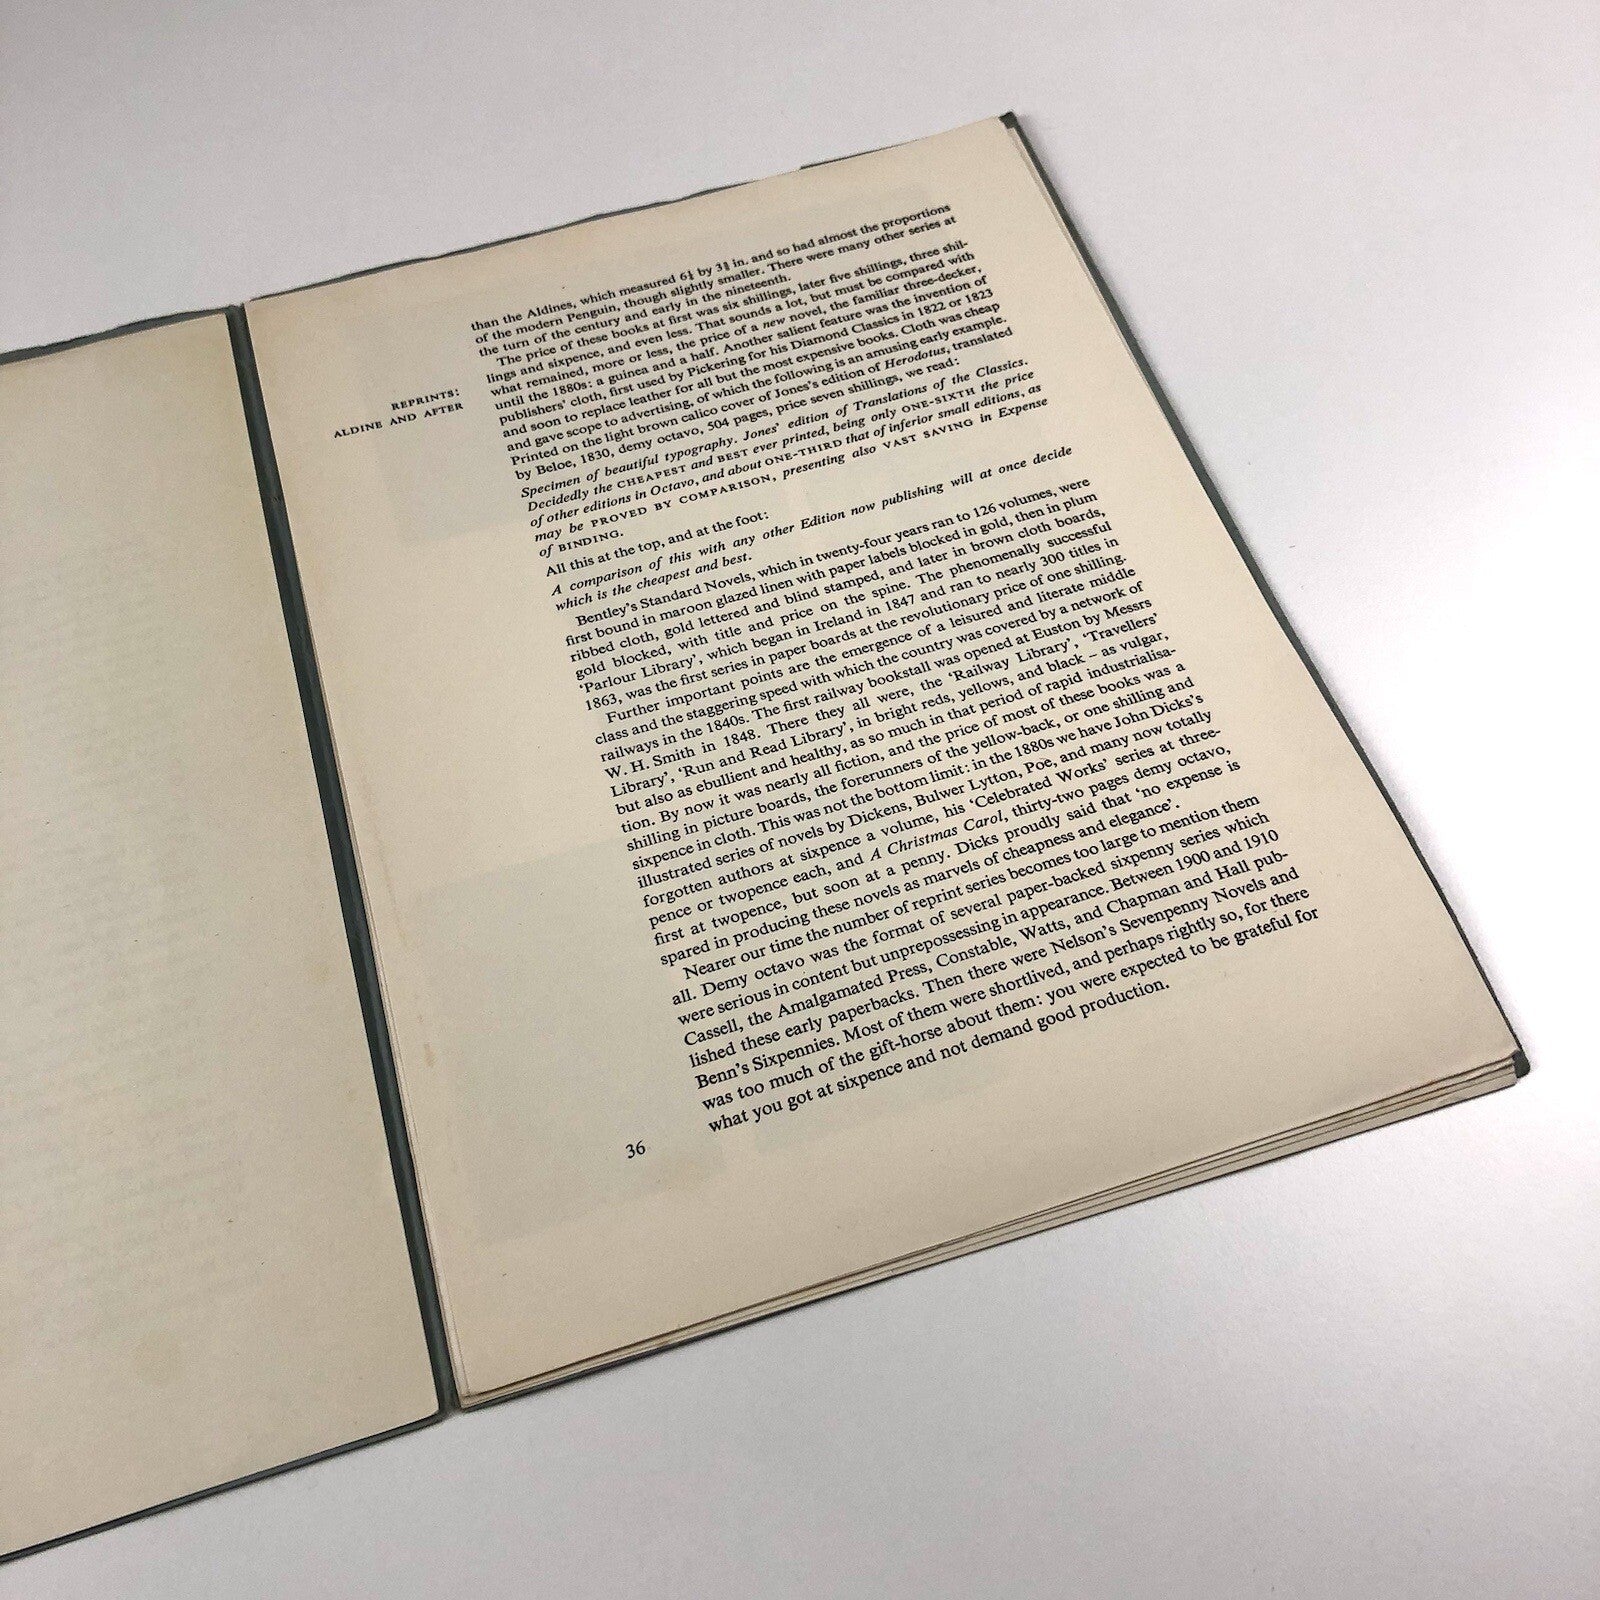 than the Aldines, which measured 6¼ by 3¾ in. and so had almost the proportions
of the modern Penguin, though slightly smaller. There were many other series at
the turn of the century and early in the nineteenth.
The price of these books at first was six shillings, later five shillings, three shil-
lings and sixpence, and even less. That sounds a lot, but must be compared with
what remained, more or less, the price of a new novel, the familiar three-decker,
until the 1880s: a guinea and a half. Another salient feature was the invention of
publishers' cloth, first used by Pickering for his Diamond Classics in 1822 or 1823
and soon to replace leather for all but the most expensive books. Cloth was cheap
and gave scope to advertising, of which the following is an amusing early example.
Printed on the light brown calico cover of Jones's edition of Herodotus, translated
by Beloe, 1830, demy octavo, 504 pages, price seven shillings, we read:
REPRINTS:
ALDINE AND AFTER
Specimen of beautiful typography. Jones' edition of Translations of the Classics.
Decidedly the CHEAPEST and BEST ever printed, being only ONE-SIXTH the price
of other editions in Octavo, and about ONE-THIRD that of inferior small editions, as
may be PROVED BY COMPARISON, presenting also VAST SAVING in Expense
of BINDING.
All this at the top, and at the foot:
A comparison of this with any other Edition now publishing will at once decide
which is the cheapest and best.
Bentley's Standard Novels, which in twenty-four years ran to 126 volumes, were
first bound in maroon glazed linen with paper labels blocked in gold, then in plum
ribbed cloth, gold lettered and blind stamped, and later in brown cloth boards,
gold blocked, with title and price on the spine. The phenomenally successful
'Parlour Library', which began in Ireland in 1847 and ran to nearly 300 titles in
1863, was the first series in paper boards at the revolutionary price of one shilling.
Further important points are the emergence of a leisured and literate middle
class and the staggering speed with which the country was covered by a network of
railways in the 1840s. The first railway bookstall was opened at Euston by Messrs
W. H. Smith in 1848. There they all were, the 'Railway Library', 'Travellers'
Library', 'Run and Read Library', in bright reds, yellows, and black – as vulgar,
but also as ebullient and healthy, as so much in that period of rapid industrialisa-
tion. By now it was nearly all fiction, and the price of most of these books was a
shilling in picture boards, the forerunners of the yellow-back, or one shilling and
sixpence in cloth. This was not the bottom limit: in the 1880s we have John Dicks's
illustrated series of novels by Dickens, Bulwer Lytton, Poe, and many now totally
forgotten authors at sixpence a volume, his 'Celebrated Works' series at three-
pence or twopence each, and A Christmas Carol, thirty-two pages demy octavo,
first at twopence, but soon at a penny. Dicks proudly said that 'no expense is
spared in producing these novels as marvels of cheapness and elegance'.
Nearer our time the number of reprint series becomes too large to mention them
all. Demy octavo was the format of several paper-backed sixpenny series which
were serious in content but unprepossessing in appearance. Between 1900 and 1910
Cassell, the Amalgamated Press, Constable, Watts, and Chapman and Hall pub-
lished these early paperbacks. Then there were Nelson's Sevenpenny Novels and
Benn's Sixpennies. Most of them were shortlived, and perhaps rightly so, for there
was too much of the gift-horse about them: you were expected to be grateful for
what you got at sixpence and not demand good production.
36